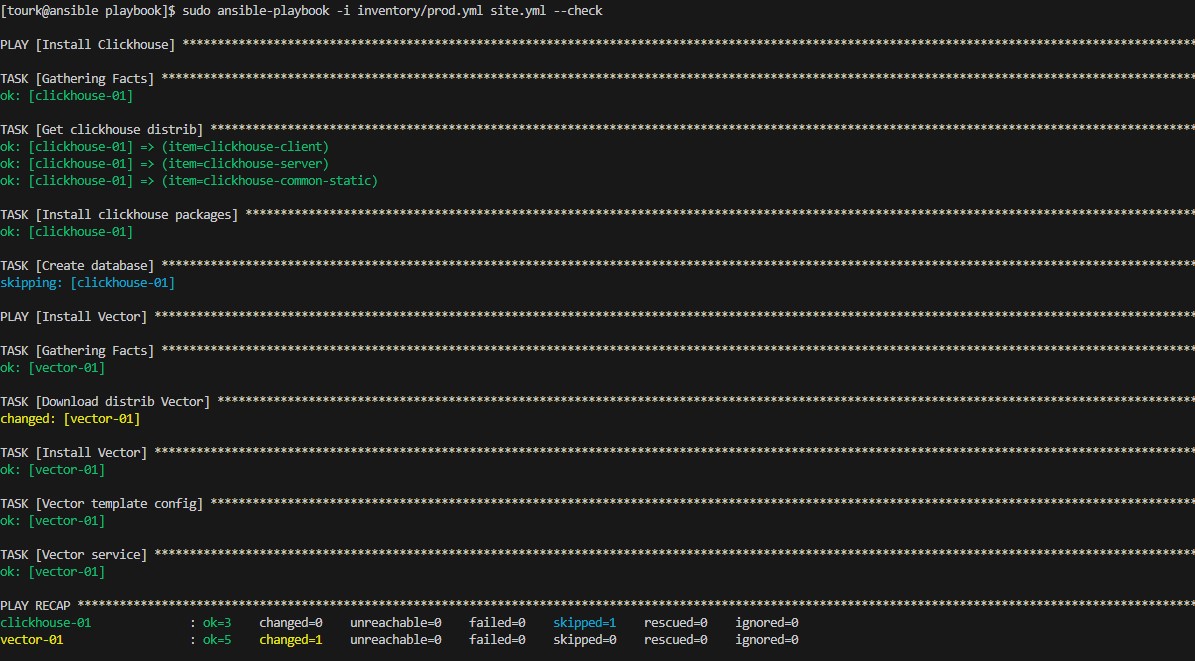 [tourk@ansible playbook]$ sudo ansible-playbook -i inventory/prod.yml site.yml --check
PLAY [Install Clickhouse] ***************************************************************************************************************************************************
TASK [Gathering Facts] ******************************************************************************************************************************************************
ok: [clickhouse-01]
TASK [Get clickhouse distrib] ***********************************************************************************************************************************************
ok: [clickhouse-01] => (item=clickhouse-client)
ok: [clickhouse-01] => (item=clickhouse-server)
ok: [clickhouse-01] => (item=clickhouse-common-static)
TASK [Install clickhouse packages] ******************************************************************************************************************************************
ok: [clickhouse-01]
TASK [Create database] ******************************************************************************************************************************************************
skipping: [clickhouse-01]
PLAY [Install Vector] *******************************************************************************************************************************************************
TASK [Gathering Facts] ******************************************************************************************************************************************************
ok: [vector-01]
TASK [Download distrib Vector] **********************************************************************************************************************************************
changed: [vector-01]
TASK [Install Vector] *******************************************************************************************************************************************************
ok: [vector-01]
TASK [Vector template config] ***********************************************************************************************************************************************
ok: [vector-01]
TASK [Vector service] *******************************************************************************************************************************************************
ok: [vector-01]
PLAY RECAP ******************************************************************************************************************************************************************
clickhouse-01              : ok=3    changed=0    unreachable=0    failed=0    skipped=1    rescued=0    ignored=0
vector-01                  : ok=5    changed=1    unreachable=0    failed=0    skipped=0    rescued=0    ignored=0